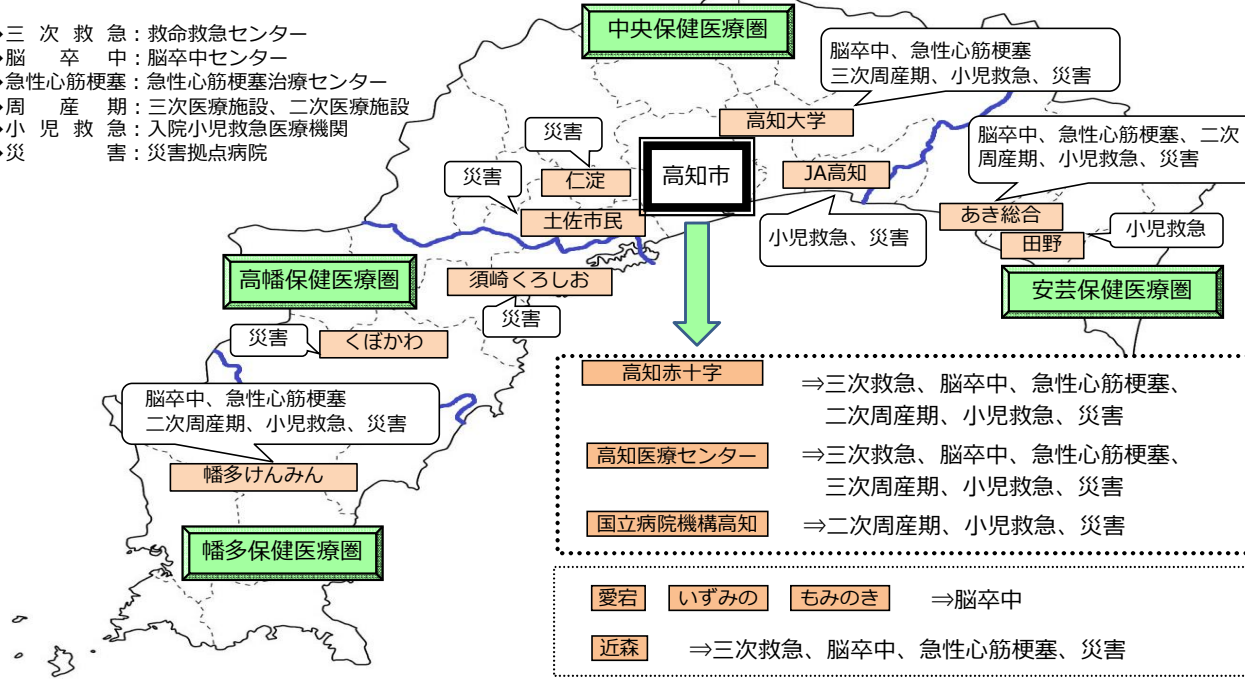 三次救急：救命救急センター
脳卒中：脳卒中センター
急性心筋梗塞：急性心筋梗塞治療センター
周産期：三次医療施設、二次医療施設
小児救急：入院小児救急医療機関
災害：災害拠点病院
中央保健医療圏
脳卒中、急性心筋梗塞
三次周産期、小児救急、災害
高知大学
脳卒中、急性心筋梗塞、二次
周産期、小児救急、災害
災害
仁淀
災害
土佐市民
高知市
JA高知
小児救急、災害
あき総合
田野
小児救急
高幡保健医療圏
須崎くろしお
災害
安芸保健医療圏
災害
くぼかわ
脳卒中、急性心筋梗塞
二次周産期、小児救急、災害
幡多けんみん
幡多保健医療圏
高知赤十字 ⇒三次救急、脳卒中、急性心筋梗塞、
二次周産期、小児救急、災害
高知医療センター ⇒三次救急、脳卒中、急性心筋梗塞、
三次周産期、小児救急、災害
国立病院機構高知 ⇒二次周産期、小児救急、災害
愛宕 いずみの もみのき ⇒脳卒中
近森 ⇒三次救急、脳卒中、急性心筋梗塞、災害